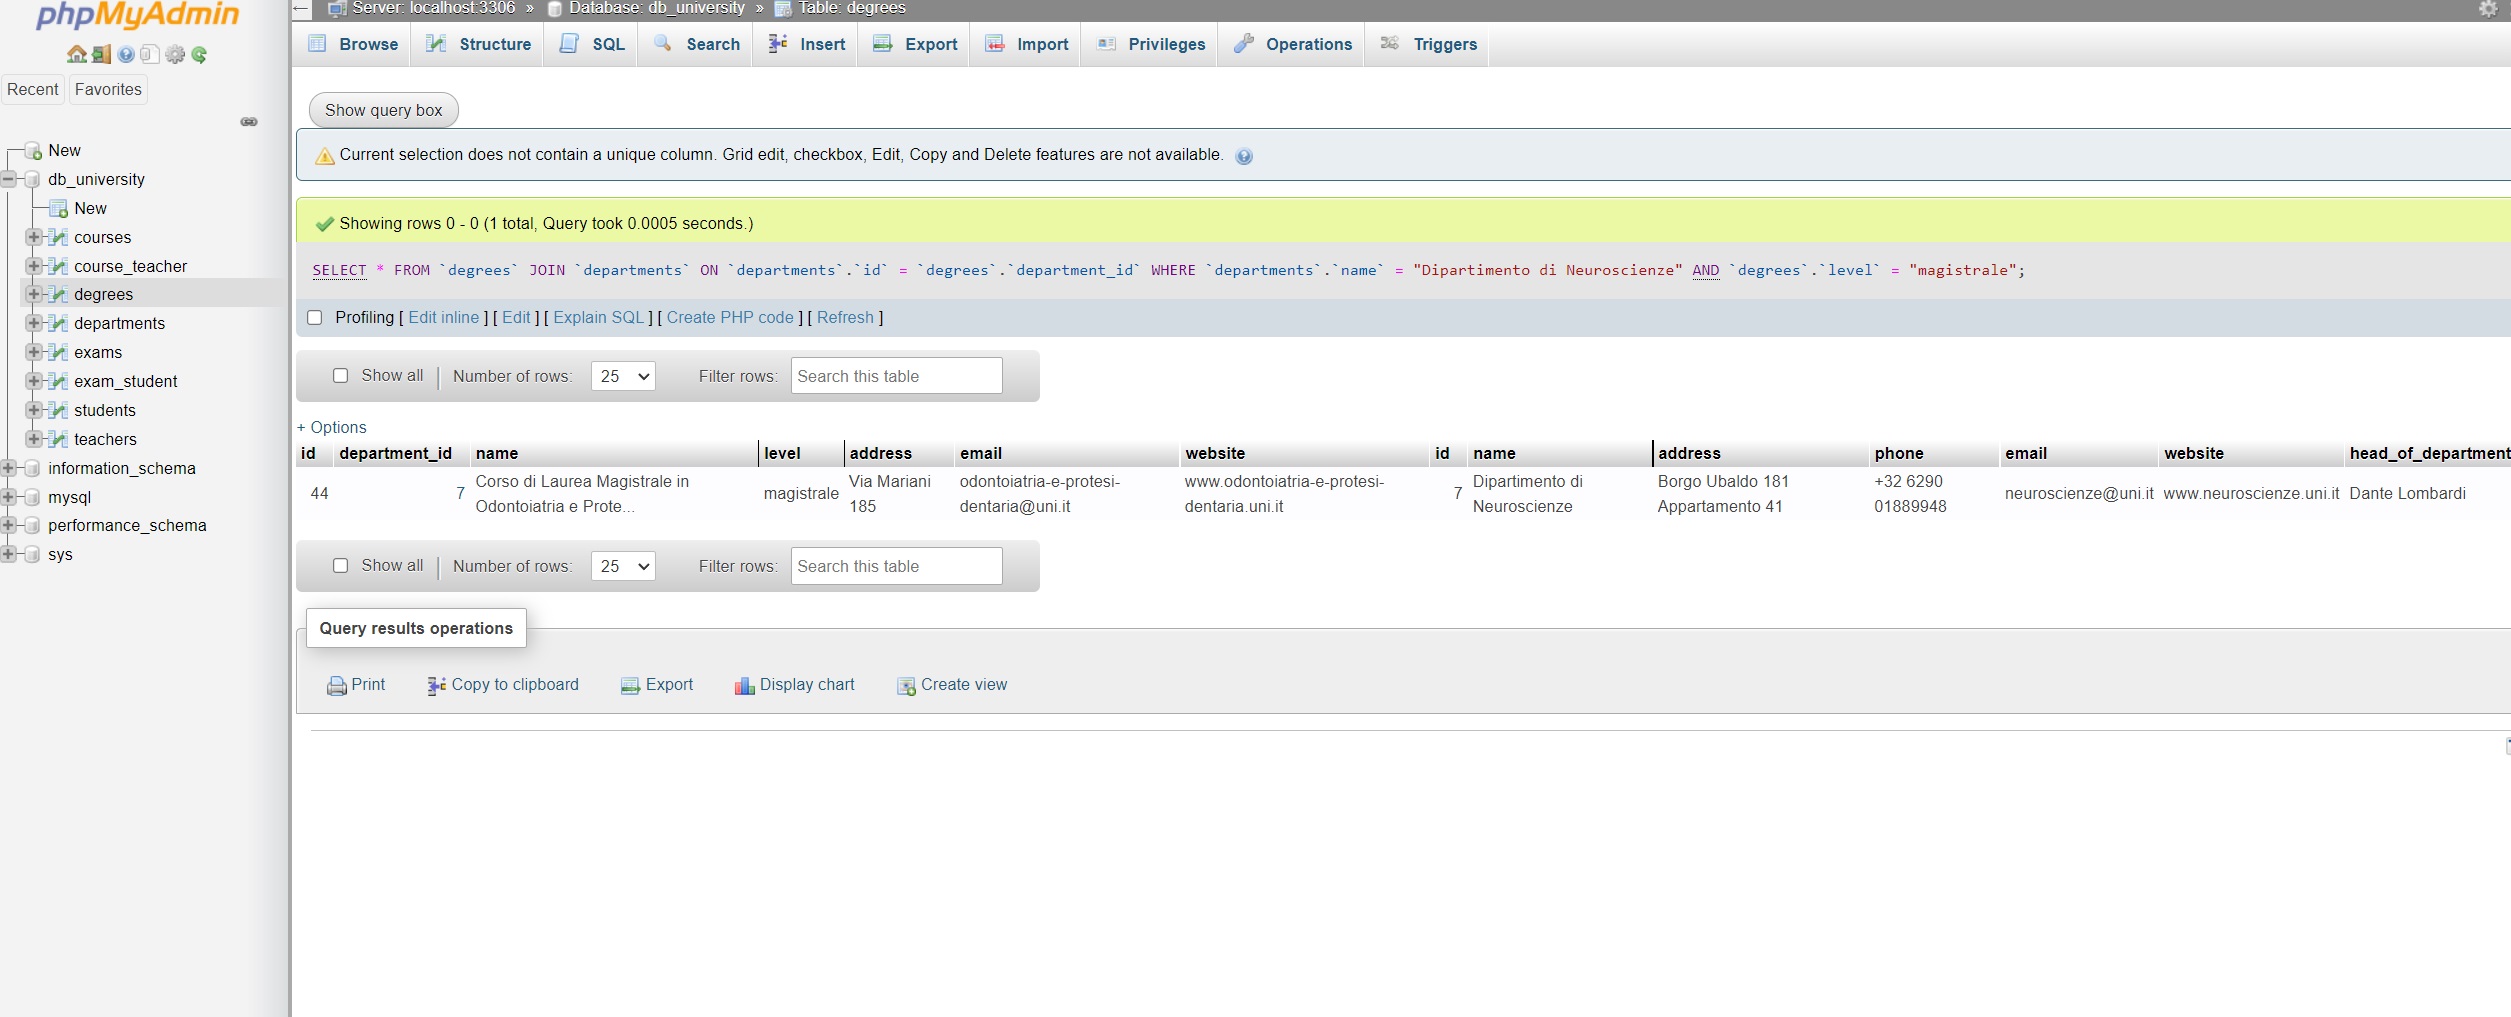 phpMyAdmin
Recent Favorites
New
db_university
New
courses
course_teacher
degrees
departments
exams
exam_student
students
teachers
information_schema
mysql
performance_schema
sys
Server: localhost:3306 » Database: db_university » Table: degrees
Browse Structure SQL Search Insert Export Import Privileges Operations Triggers
Show query box
Current selection does not contain a unique column. Grid edit, checkbox, Edit, Copy and Delete features are not available.
Showing rows 0 - 0 (1 total, Query took 0.0005 seconds.)
SELECT * FROM `degrees` JOIN `departments` ON `departments`.`id` = `degrees`.`department_id` WHERE `departments`.`name` = "Dipartimento di Neuroscienze" AND `degrees`.`level` = "magistrale";
Profiling [ Edit inline ] [ Edit ] [ Explain SQL ] [ Create PHP code ] [ Refresh ]
Show all | Number of rows: 25 Filter rows: Search this table
+ Options
id department_id name level address email website id name address phone email website head_of_department
44 7 Corso di Laurea Magistrale in Odontoiatria e Prote... magistrale Via Mariani 185 odontoiatria-e-protesi-dentaria@uni.it www.odontoiatria-e-protesi-dentaria.uni.it 7 Dipartimento di Neuroscienze Borgo Ubaldo 181 Appartamento 41 +32 6290 01889948 neuroscienze@uni.it www.neuroscienze.uni.it Dante Lombardi
Show all | Number of rows: 25 Filter rows: Search this table
Query results operations
Print Copy to clipboard Export Display chart Create view